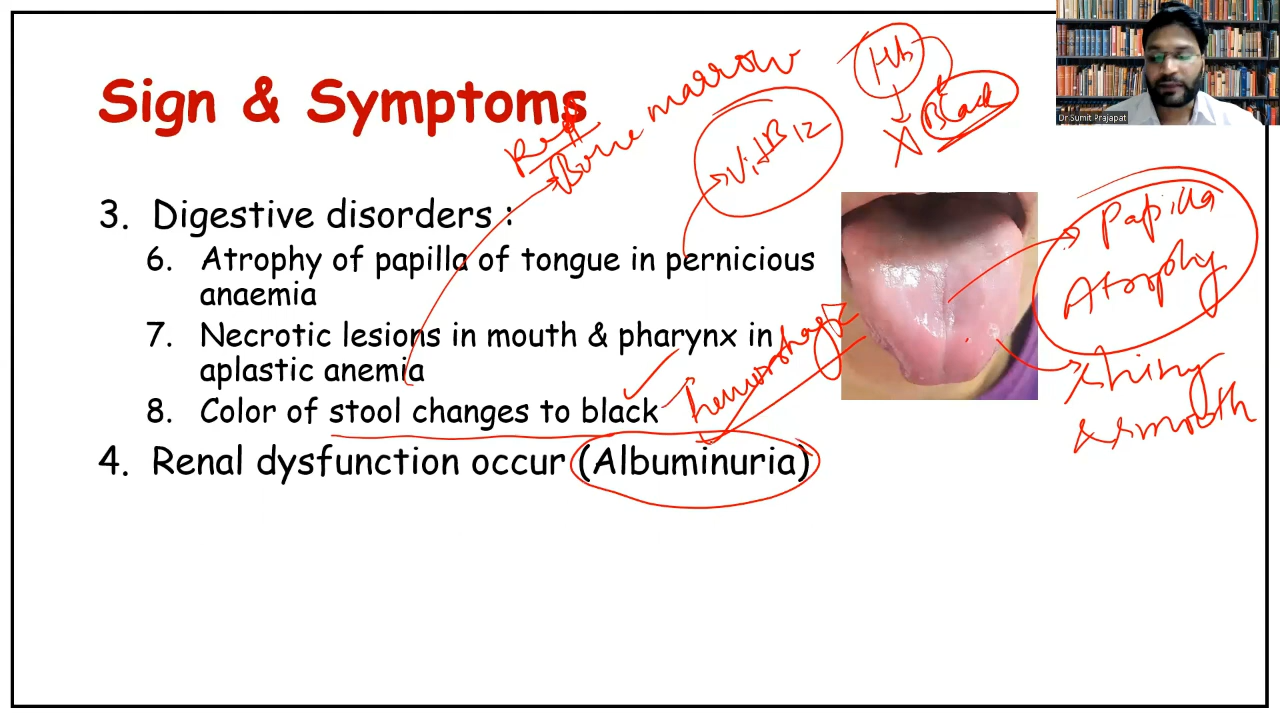 Sign & Symptoms
3. Digestive disorders :
6. Atrophy of papilla of tongue in pernicious
anaemia
7. Necrotic lesions in mouth & pharynx in
aplastic anemia
8. Color of stool changes to black
4. Renal dysfunction occur (Albuminuria)
Red
Bone marrow
Vit B12
Hb
Black
Papilla
Atrophy
shiny
& smooth
hemorrhage
Dr.Sumit Prajapat